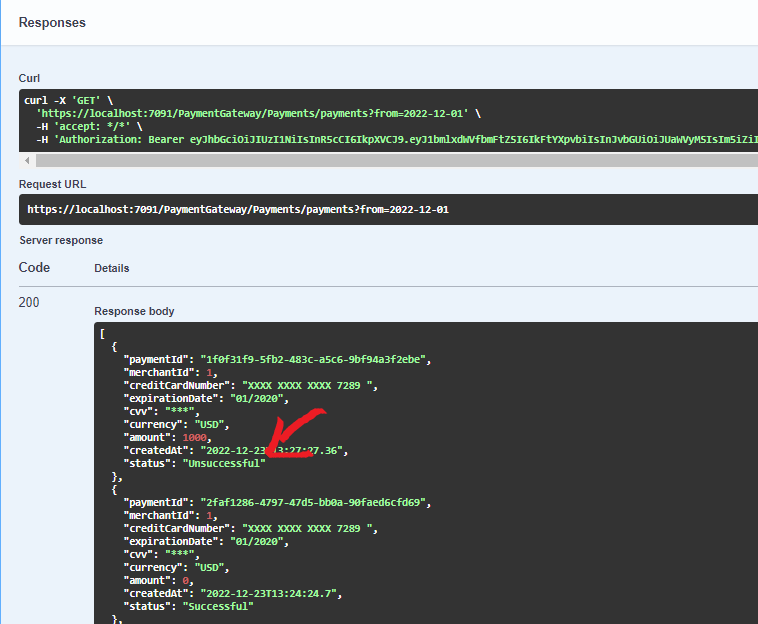 Responses
Curl
curl -X 'GET' \
'https://localhost:7091/PaymentGateway/Payments/payments?from=2022-12-01' \
-H 'accept: */*' \
-H 'Authorization: Bearer eyJhbGciOiJIUzI1NiIsInR5cCI6IkpXVCJ9.eyJ1bmlxdWVfbmFtZSI6IkFtYXpvbiIsInJvbGUiOiJUaWVyMSIsIm5iZiI
Request URL
https://localhost:7091/PaymentGateway/Payments/payments?from=2022-12-01
Server response
Code Details
200
Response body
[
{
"paymentId": "1f0f31f9-5fb2-483c-a5c6-9bf94a3f2ebe",
"merchantId": 1,
"creditCardNumber": "XXXX XXXX XXXX 7289 ",
"expirationDate": "01/2020",
"cvv": "***",
"currency": "USD",
"amount": 1000,
"createdAt": "2022-12-23T13:27:27.36",
"status": "Unsuccessful"
},
{
"paymentId": "2faf1286-4797-47d5-bb0a-90faed6cfd69",
"merchantId": 1,
"creditCardNumber": "XXXX XXXX XXXX 7289 ",
"expirationDate": "01/2020",
"cvv": "***",
"currency": "USD",
"amount": 0,
"createdAt": "2022-12-23T13:24:24.7",
"status": "Successful"
},